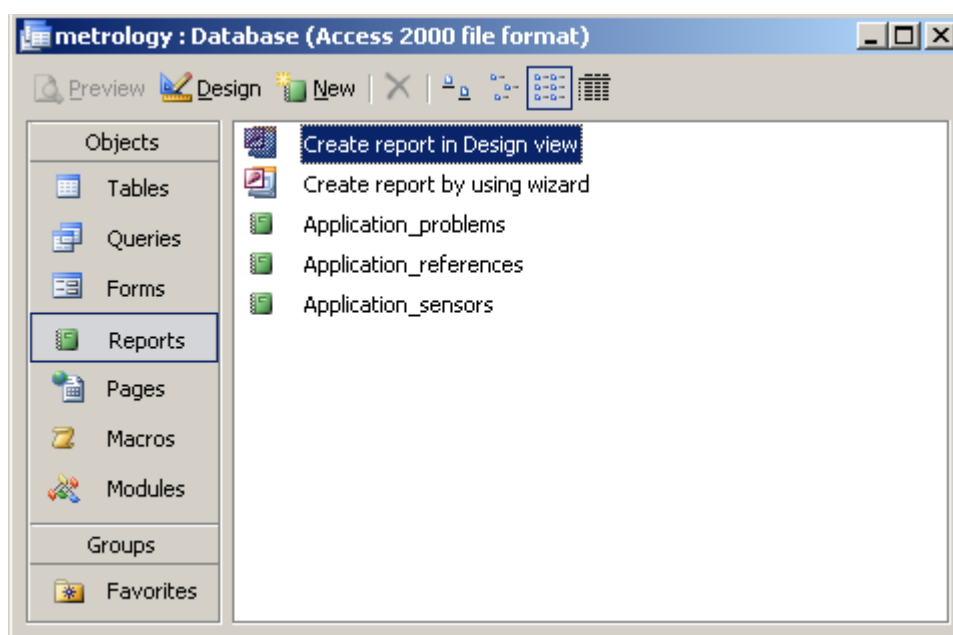 metrology : Database (Access 2000 file format)
Preview Design New
Objects
Tables
Queries
Forms
Reports
Pages
Macros
Modules
Groups
Favorites
Create report in Design view
Create report by using wizard
Application_problems
Application_references
Application_sensors